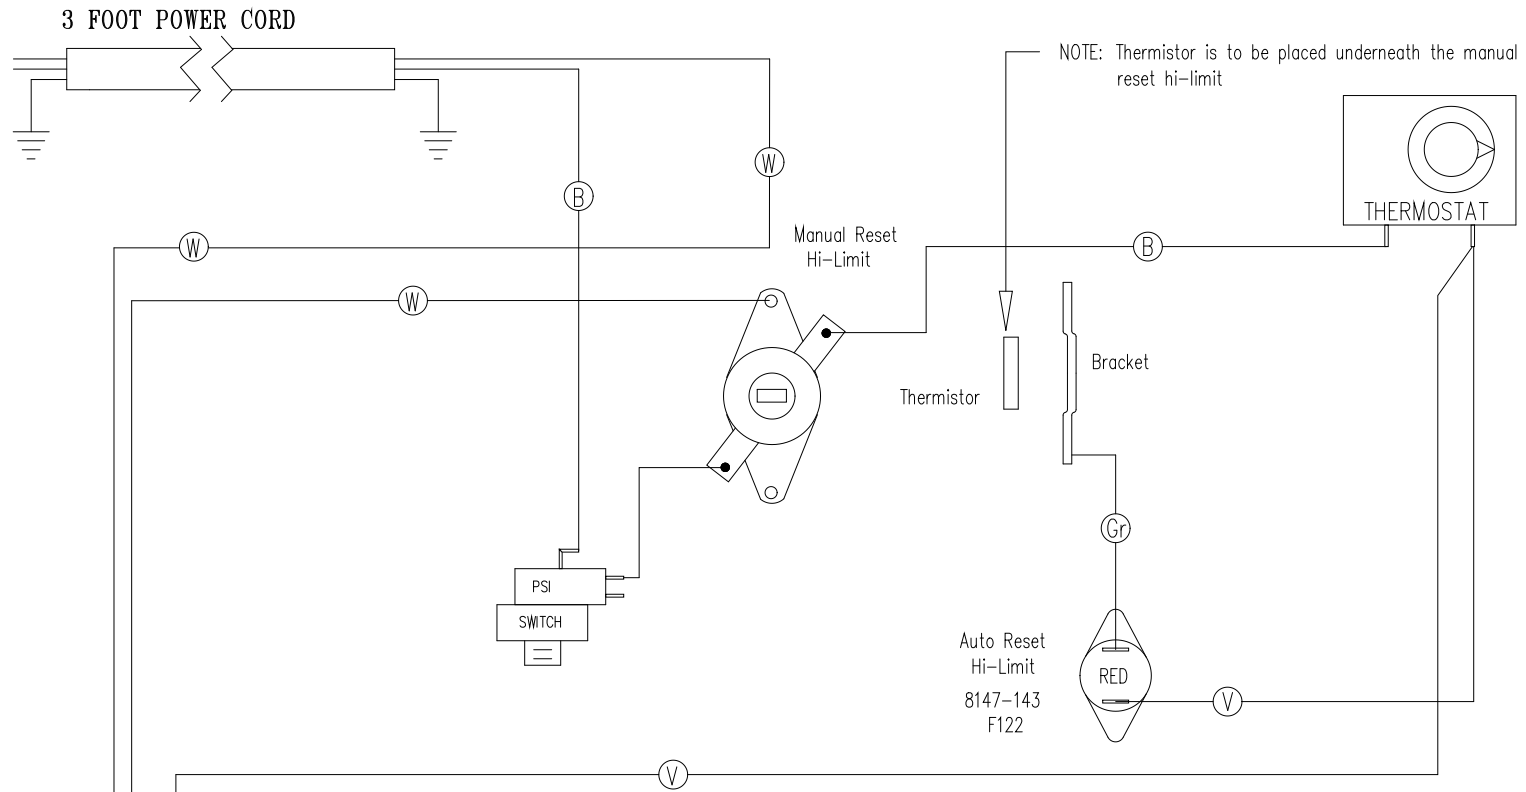 3 FOOT POWER CORD
NOTE: Thermistor is to be placed underneath the manual
reset hi-limit
W
B
THERMOSTAT
Manual Reset
Hi-Limit
W
B
W
Bracket
Thermistor
Gr
PSI
SWITCH
Auto Reset
Hi-Limit
RED
8147-143
F122
V
V